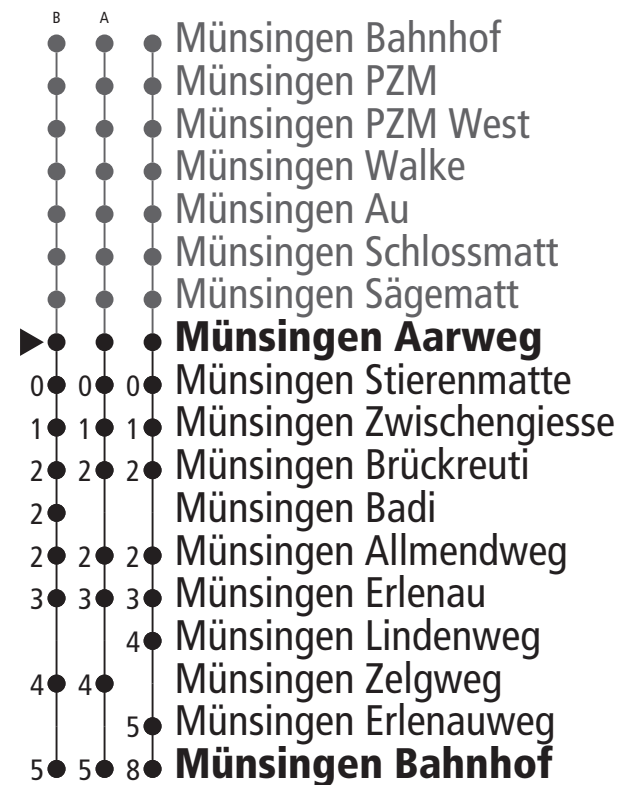 B A
Münsingen Bahnhof
Münsingen PZM
Münsingen PZM West
Münsingen Walke
Münsingen Au
Münsingen Schlossmatt
Münsingen Sägematt
Münsingen Aarweg
0 0 0 Münsingen Stierenmatte
1 1 1 Münsingen Zwischengiesse
2 2 2 Münsingen Brückreuti
2 Münsingen Badi
2 2 2 Münsingen Allmendweg
3 3 3 Münsingen Erlenau
4 Münsingen Lindenweg
4 4 Münsingen Zelgweg
5 Münsingen Erlenauweg
5 5 8 Münsingen Bahnhof